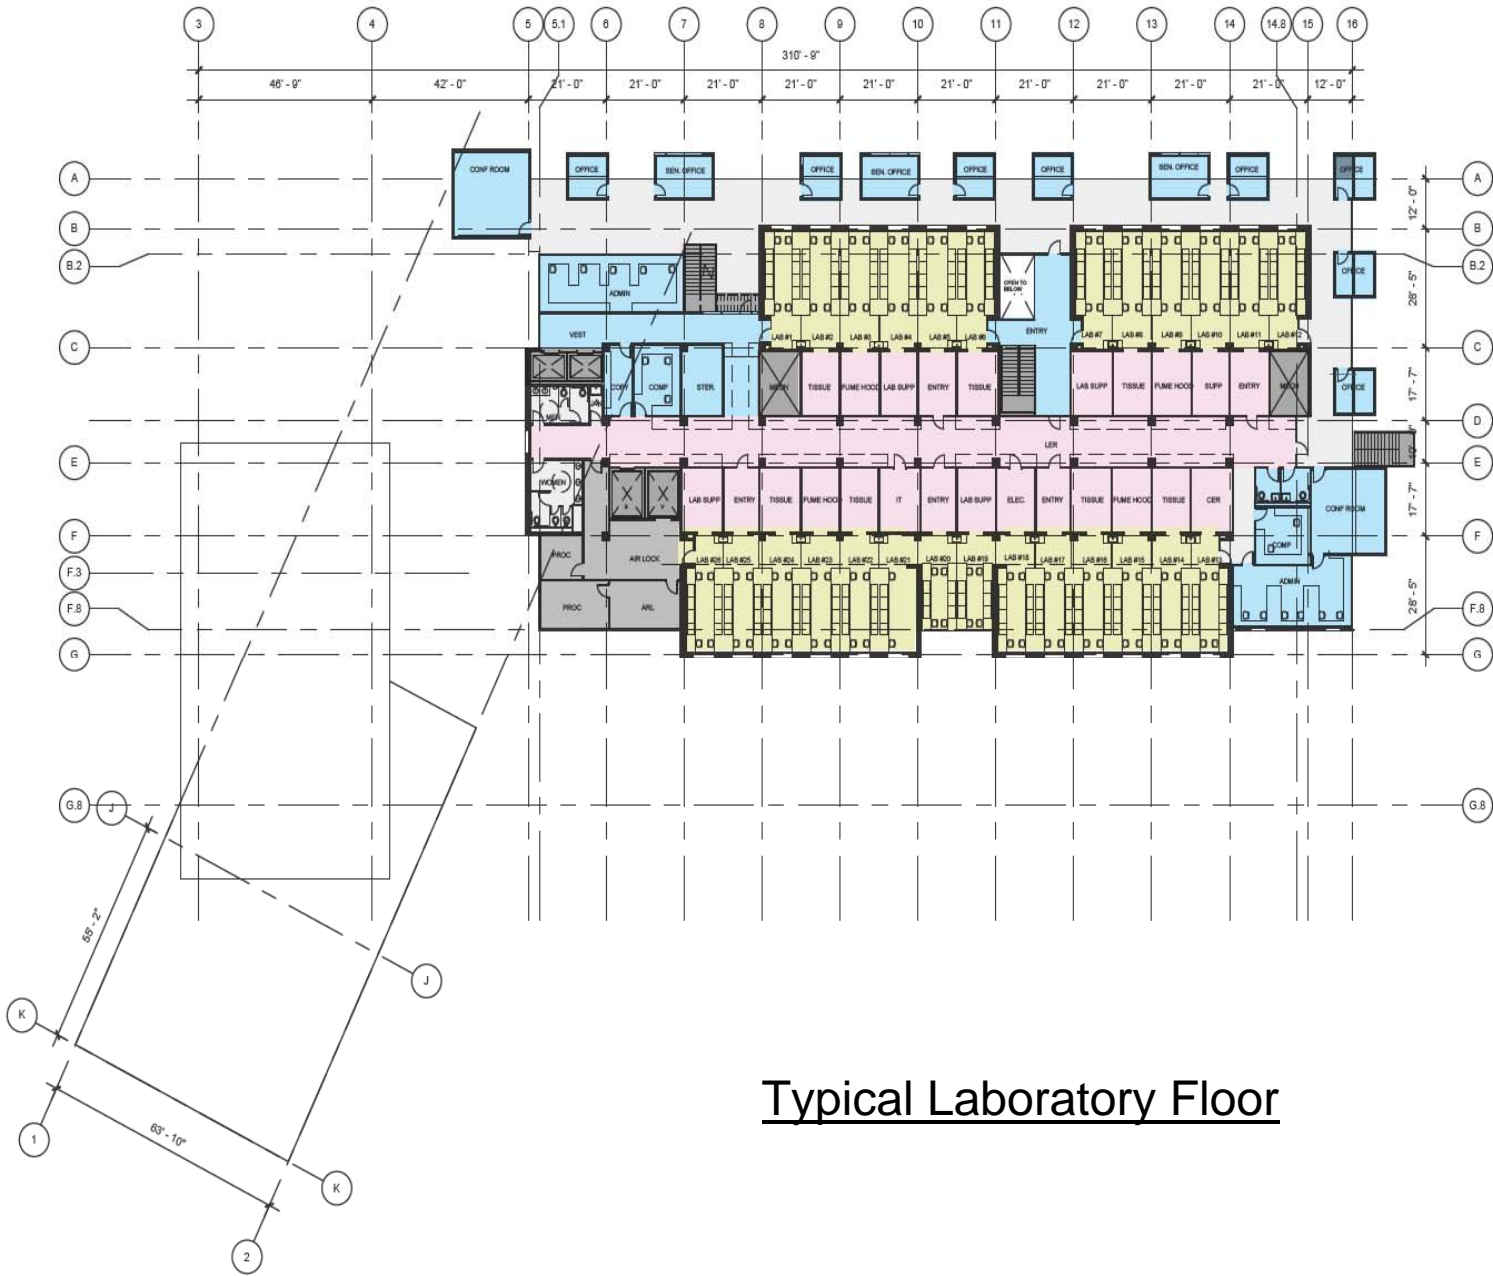 3 4 5 5.1 6 7 8 9 10 11 12 13 14 14.8 15 16
310' - 9"
46' - 9" 42' - 0" 21' - 0" 21' - 0" 21' - 0" 21' - 0" 21' - 0" 21' - 0" 21' - 0" 21' - 0" 21' - 0" 21' - 0" 12' - 0"
A CONF ROOM OFFICE SEN. OFFICE OFFICE SEN. OFFICE OFFICE OFFICE SEN. OFFICE OFFICE OFFICE A
12' - 0"
B B
B.2 B.2
OFFICE
28' - 5"
OPEN TO
BELOW
ADMIN
VEST ENTRY
LAB #1 LAB #2 LAB #3 LAB #4 LAB #5 LAB #6 LAB #7 LAB #8 LAB #9 LAB #10 LAB #11 LAB #12
C C
COPY COMP STER. MECH TISSUE FUME HOOD LAB SUPP ENTRY TISSUE LAB SUPP TISSUE FUME HOOD SUPP ENTRY MECH OFFICE
17' - 7"
JAN
MEN
D
LER
10' - 0"
E E
WOMEN
LAB SUPP ENTRY TISSUE FUME HOOD TISSUE IT ENTRY LAB SUPP ELEC. ENTRY TISSUE FUME HOOD TISSUE CER CONF ROOM
17' - 7"
F F
COMP
PROC AIR LOCK
LAB #26 LAB #25 LAB #24 LAB #23 LAB #22 LAB #21 LAB #20 LAB #19 LAB #18 LAB #17 LAB #16 LAB #15 LAB #14 LAB #13
F.3
ADMIN
28' - 5"
PROC ARL
F.8 F.8
G G
G.8 J G.8
55' - 2"
J
K
Typical Laboratory Floor
63' - 10"
1
K
2